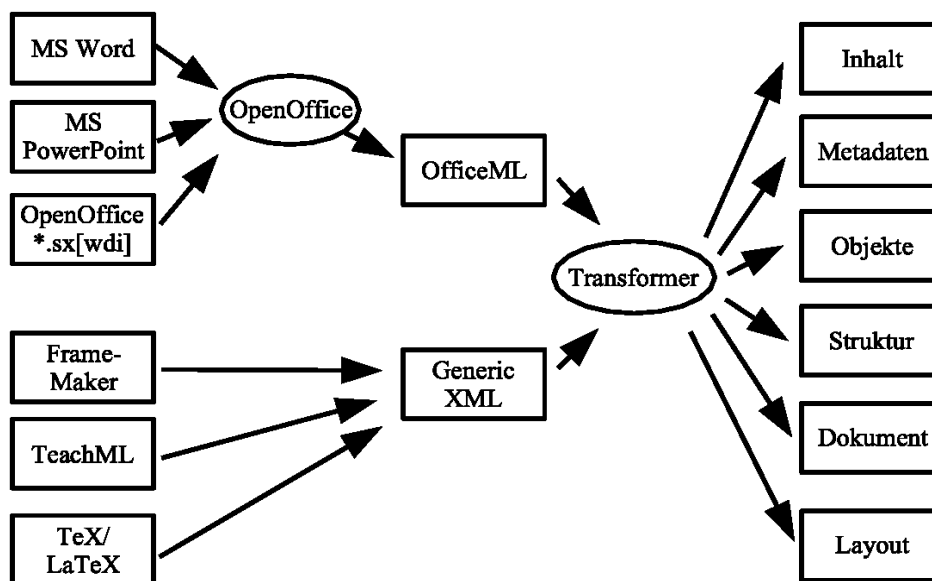 MS Word
MS
PowerPoint
OpenOffice
*.sx[wdi]
OpenOffice
OfficeML
Frame-
Maker
TeachML
TeX/
LaTeX
Generic
XML
Transformer
Inhalt
Metadaten
Objekte
Struktur
Dokument
Layout